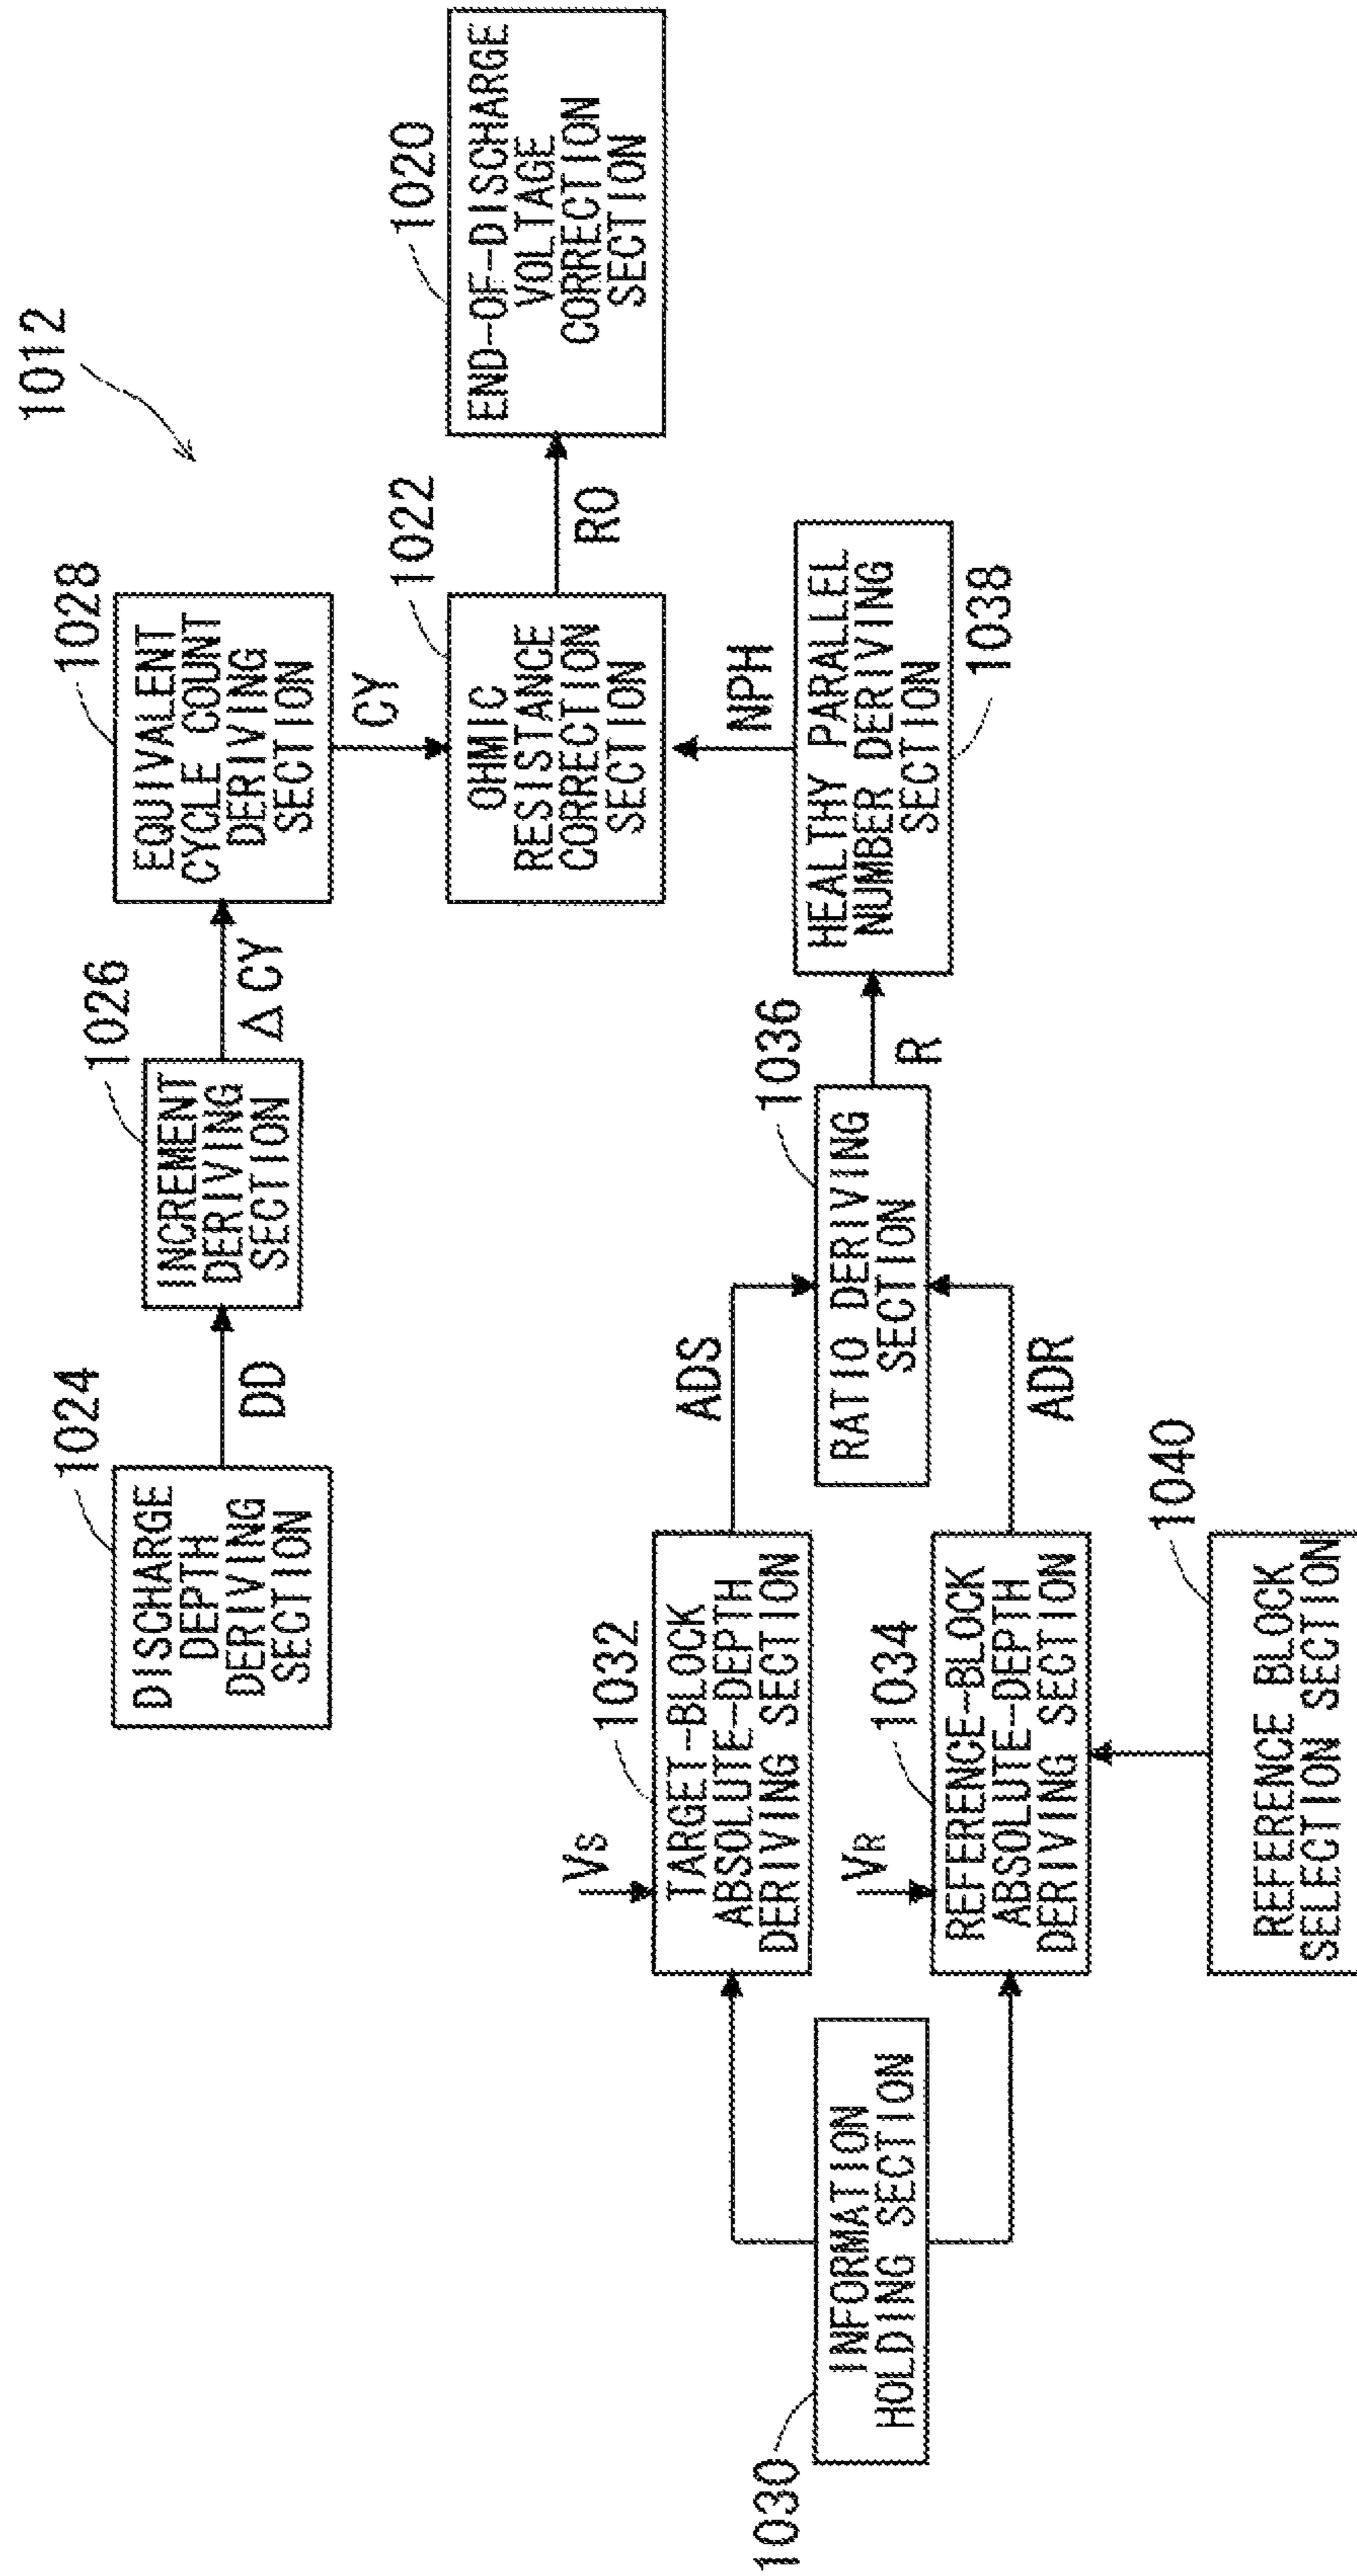 1012
1024
DISCHARGE
DEPTH
DERIVING
SECTION
DD
1026
INCREMENT
DERIVING
SECTION
ΔCY
1028
EQUIVALENT
CYCLE COUNT
DERIVING
SECTION
CY
1022
OHMIC
RESISTANCE
CORRECTION
SECTION
RO
1020
END-OF-DISCHARGE
VOLTAGE
CORRECTION
SECTION
NPH
1030
INFORMATION
HOLDING SECTION
VS
1032
TARGET-BLOCK
ABSOLUTE-DEPTH
DERIVING SECTION
ADS
VR
1034
REFERENCE-BLOCK
ABSOLUTE-DEPTH
DERIVING SECTION
ADR
1036
RATIO DERIVING
SECTION
R
HEALTHY PARALLEL
NUMBER DERIVING
SECTION
1038
1040
REFERENCE BLOCK
SELECTION SECTION